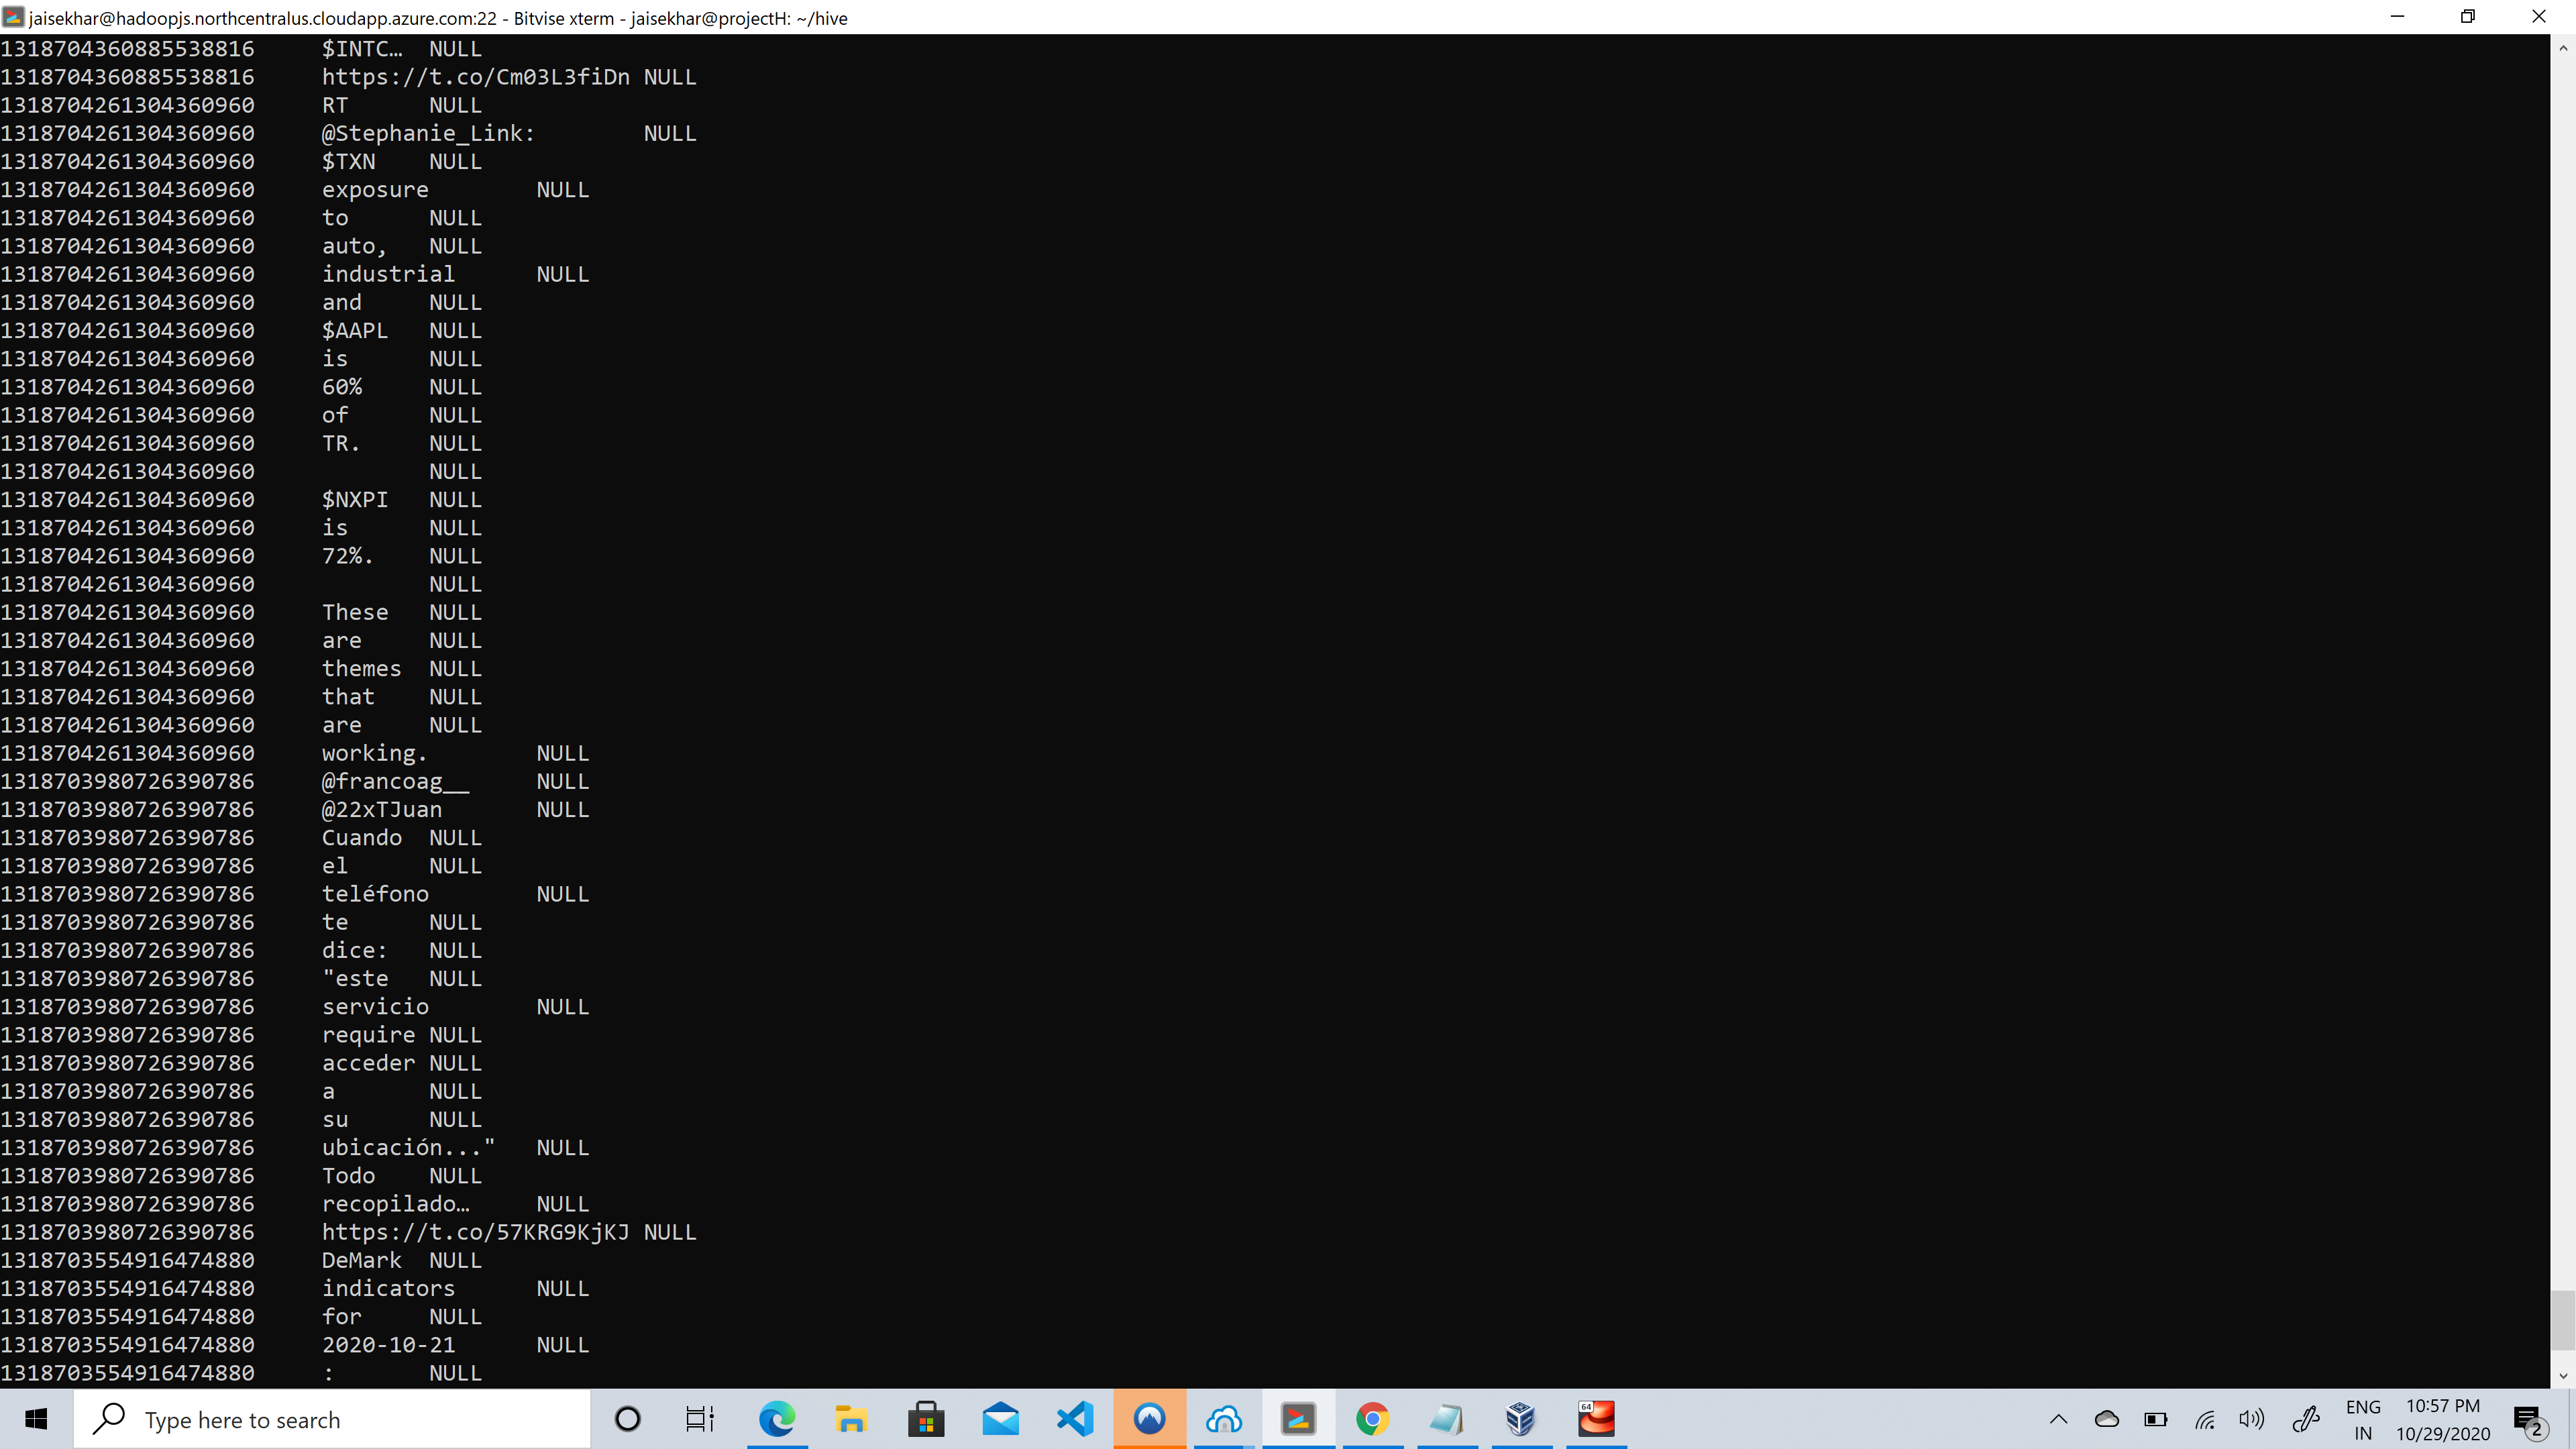 jaisekhar@hadoopjs.northcentralus.cloudapp.azure.com:22 - Bitvise xterm - jaisekhar@projectH: ~/hive
1318704360885538816 $INTC… NULL
1318704360885538816 https://t.co/Cm03L3fiDn NULL
1318704261304360960 RT NULL
1318704261304360960 @Stephanie_Link: NULL
1318704261304360960 $TXN NULL
1318704261304360960 exposure NULL
1318704261304360960 to NULL
1318704261304360960 auto, NULL
1318704261304360960 industrial NULL
1318704261304360960 and NULL
1318704261304360960 $AAPL NULL
1318704261304360960 is NULL
1318704261304360960 60% NULL
1318704261304360960 of NULL
1318704261304360960 TR. NULL
1318704261304360960 NULL
1318704261304360960 $NXPI NULL
1318704261304360960 is NULL
1318704261304360960 72%. NULL
1318704261304360960 NULL
1318704261304360960 These NULL
1318704261304360960 are NULL
1318704261304360960 themes NULL
1318704261304360960 that NULL
1318704261304360960 are NULL
1318704261304360960 working. NULL
1318703980726390786 @francoag__ NULL
1318703980726390786 @22xTJuan NULL
1318703980726390786 Cuando NULL
1318703980726390786 el NULL
1318703980726390786 teléfono NULL
1318703980726390786 te NULL
1318703980726390786 dice: NULL
1318703980726390786 "este NULL
1318703980726390786 servicio NULL
1318703980726390786 require NULL
1318703980726390786 acceder NULL
1318703980726390786 a NULL
1318703980726390786 su NULL
1318703980726390786 ubicación..." NULL
1318703980726390786 Todo NULL
1318703980726390786 recopilado… NULL
1318703980726390786 https://t.co/57KRG9KjKJ NULL
1318703554916474880 DeMark NULL
1318703554916474880 indicators NULL
1318703554916474880 for NULL
1318703554916474880 2020-10-21 NULL
1318703554916474880 : NULL
Type here to search
64
ENG
IN
10:57 PM
10/29/2020
2